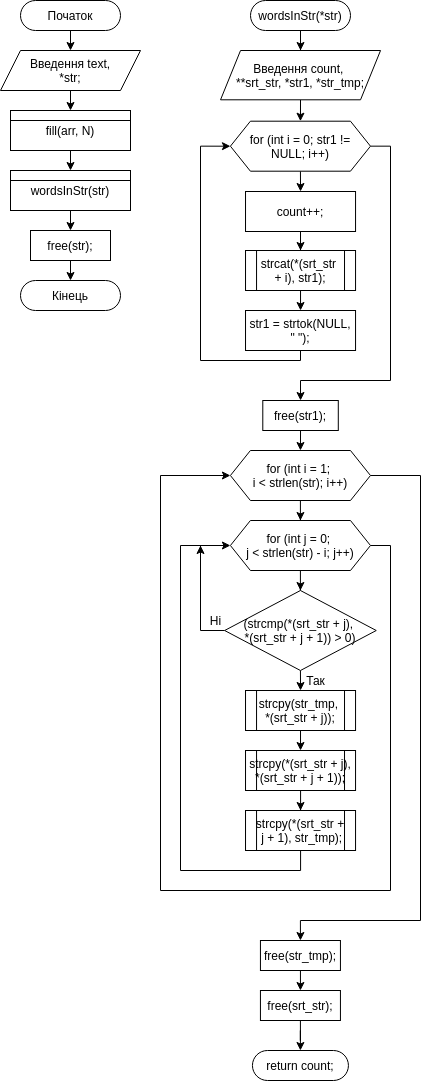 Початок
Введення text,
*str;
fill(arr, N)
wordsInStr(str)
free(str);
Кінець
wordsInStr(*str)
Введення count,
**srt_str, *str1, *str_tmp;
for (int i = 0; str1 !=
NULL; i++)
count++;
strcat(*(srt_str
+ i), str1);
str1 = strtok(NULL,
" ");
free(str1);
for (int i = 1;
i < strlen(str); i++)
for (int j = 0;
j < strlen(str) - i; j++)
Ні
(strcmp(*(srt_str + j),
*(srt_str + j + 1)) > 0)
Так
strcpy(str_tmp,
*(srt_str + j));
strcpy(*(srt_str + j),
*(srt_str + j + 1));
strcpy(*(srt_str +
j + 1), str_tmp);
free(str_tmp);
free(srt_str);
return count;